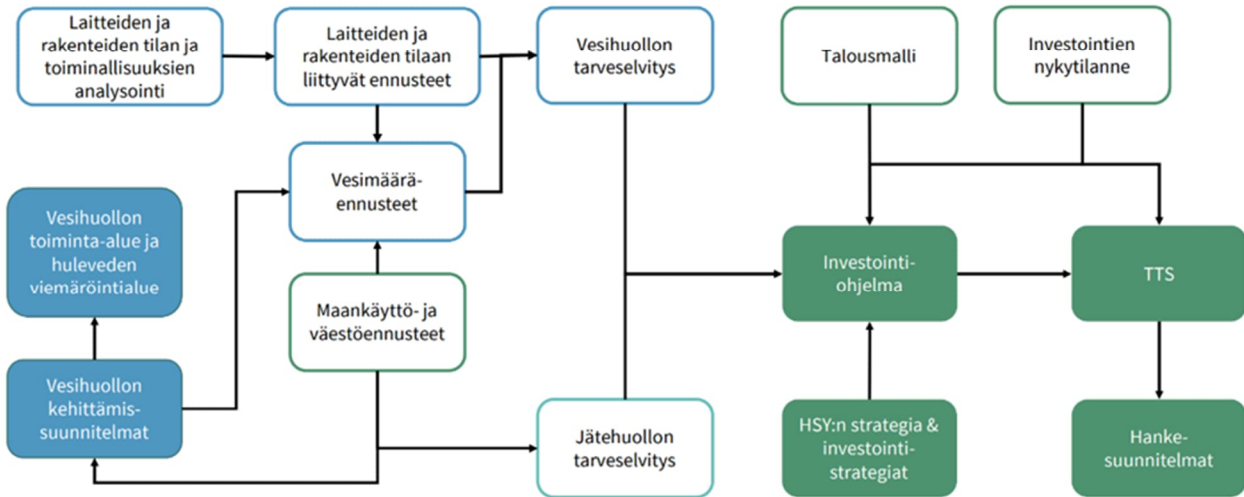 Laitteiden ja
rakenteiden tilan ja
toiminallisuuksien
analysointi
Laitteiden ja
rakenteiden tilaan
liittyvät ennusteet
Vesihuollon
tarveselvitys
Talousmalli
Investointien
nykytilanne
Vesimäärä-
ennusteet
Vesihuollon
toiminta-alue ja
huleveden
viemäröintialue
Maankäyttö- ja
väestöennusteet
Investointi-
ohjelma
TTS
Vesihuollon
kehittämis-
suunnitelmat
Jätehuollon
tarveselvitys
HSY:n strategia &
investointi-
strategiat
Hanke-
suunnitelmat